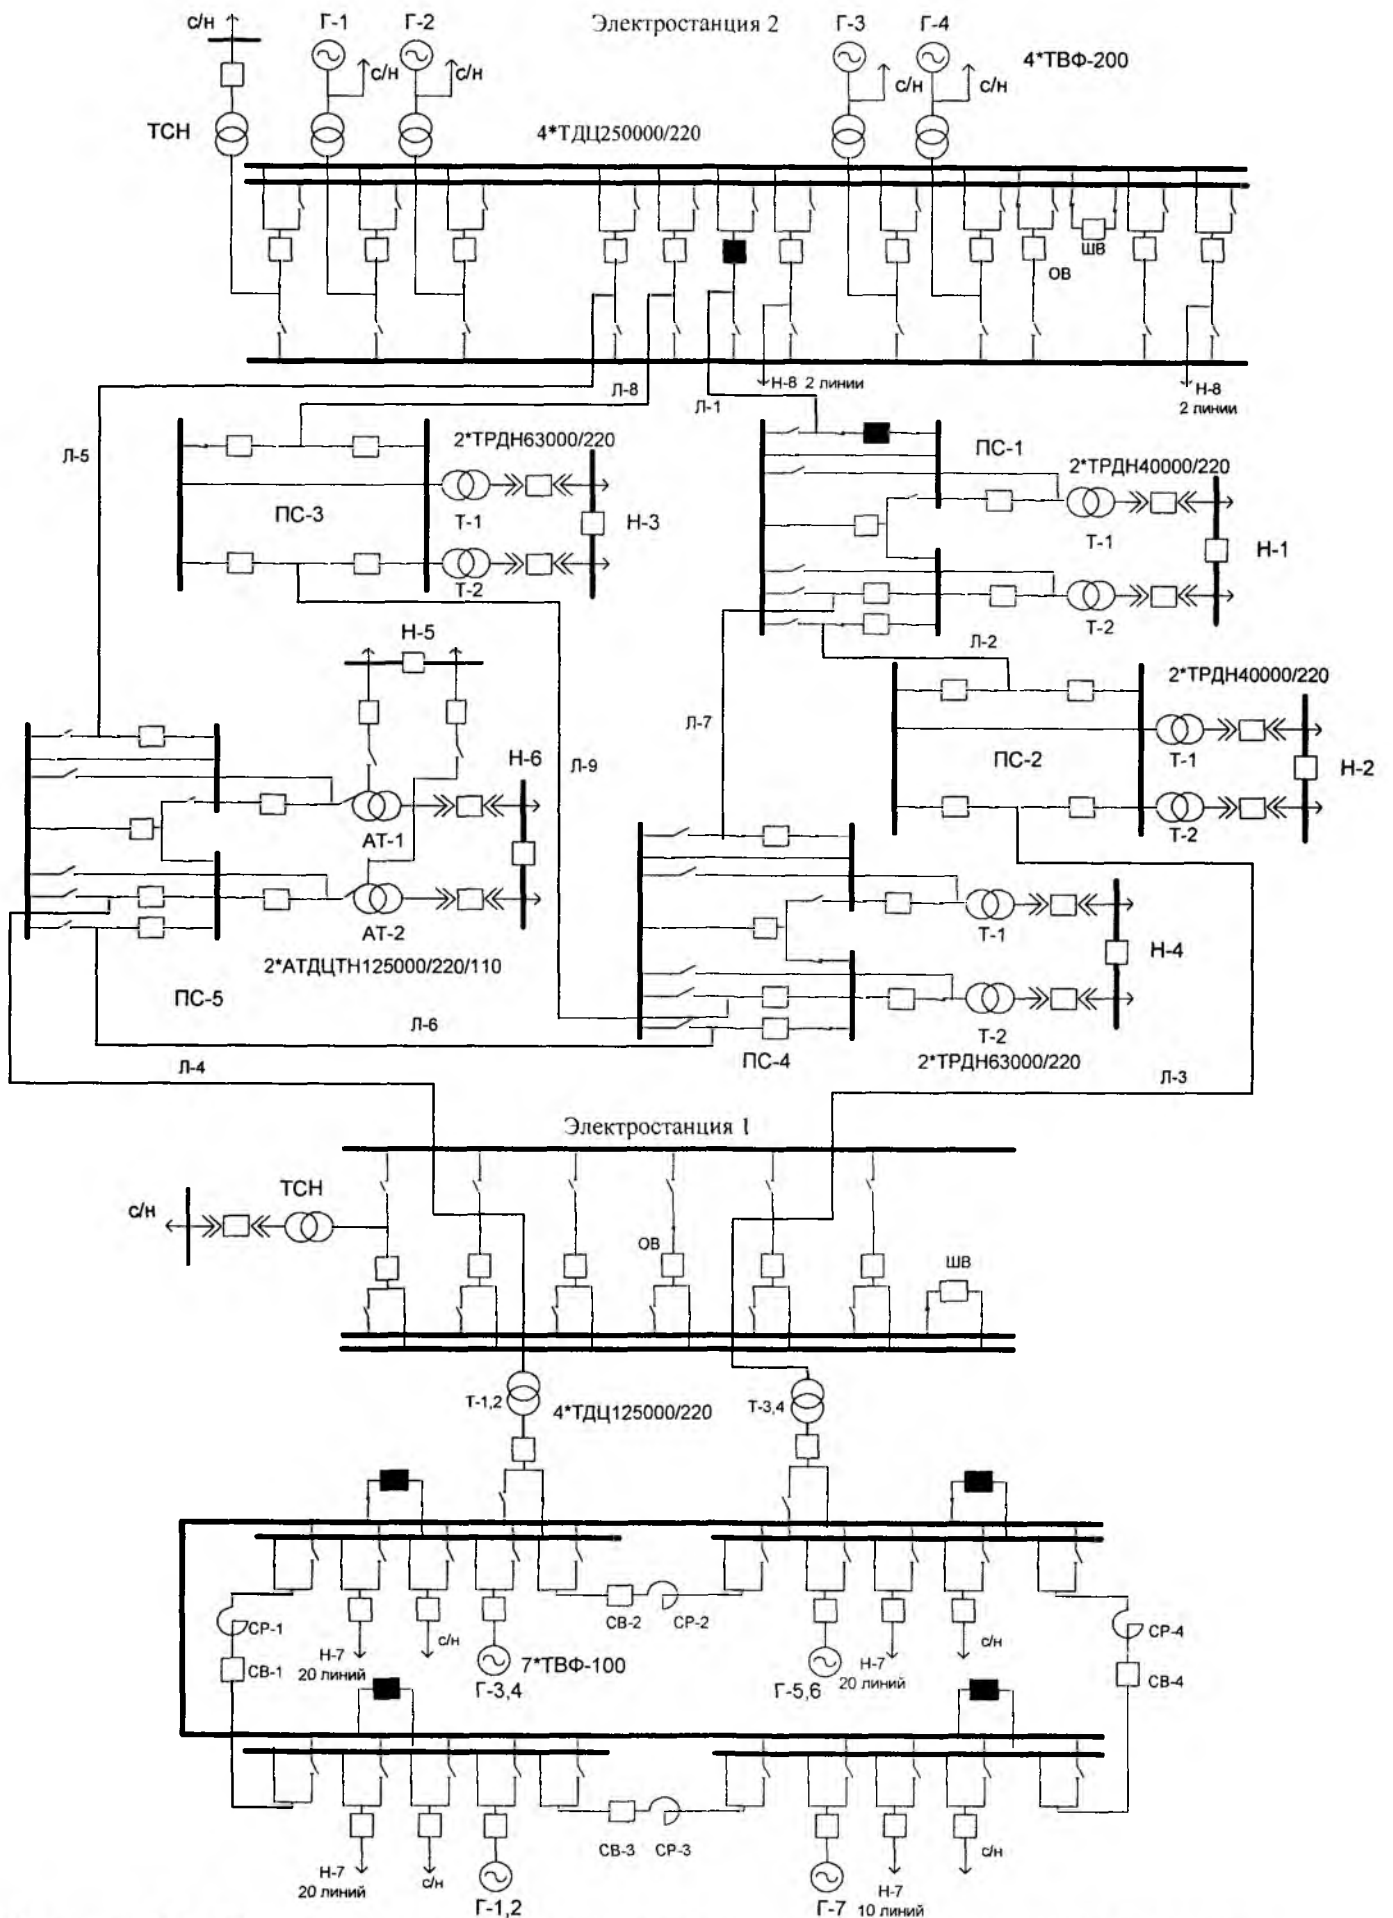 с/н
Г-1
Г-2
Электростанция 2
Г-3
Г-4
с/н
с/н
с/н
с/н
4*ТВФ-200
ТСН
4*ТДЦ250000/220
ШВ
ОВ
Л-8
Н-8 2 линии
Н-8
2 линии
Л-1
Л-5
2*ТРДН63000/220
ПС-1
2*ТРДН40000/220
ПС-3
Т-1
Н-3
Т-1
Н-1
Т-2
Т-2
Н-5
Л-2
2*ТРДН40000/220
Л-7
Н-6
Л-9
ПС-2
Т-1
Н-2
АТ-1
Т-2
АТ-2
Т-1
Н-4
2*АТДЦТН125000/220/110
ПС-5
Л-6
Т-2
ПС-4
2*ТРДН63000/220
Л-4
Л-3
Электростанция 1
ТСН
с/н
ОВ
ШВ
Т-1,2
4*ТДЦ125000/220
Т-3,4
СР-1
СВ-2
СР-2
СР-4
с/н
с/н
СВ-1
Н-7
20 линий
7*ТВФ-100
Н-7
20 линий
СВ-4
Г-3,4
Г-5,6
СВ-3
СР-3
с/н
Н-7
20 линий
с/н
Н-7
10 линий
Г-1,2
Г-7